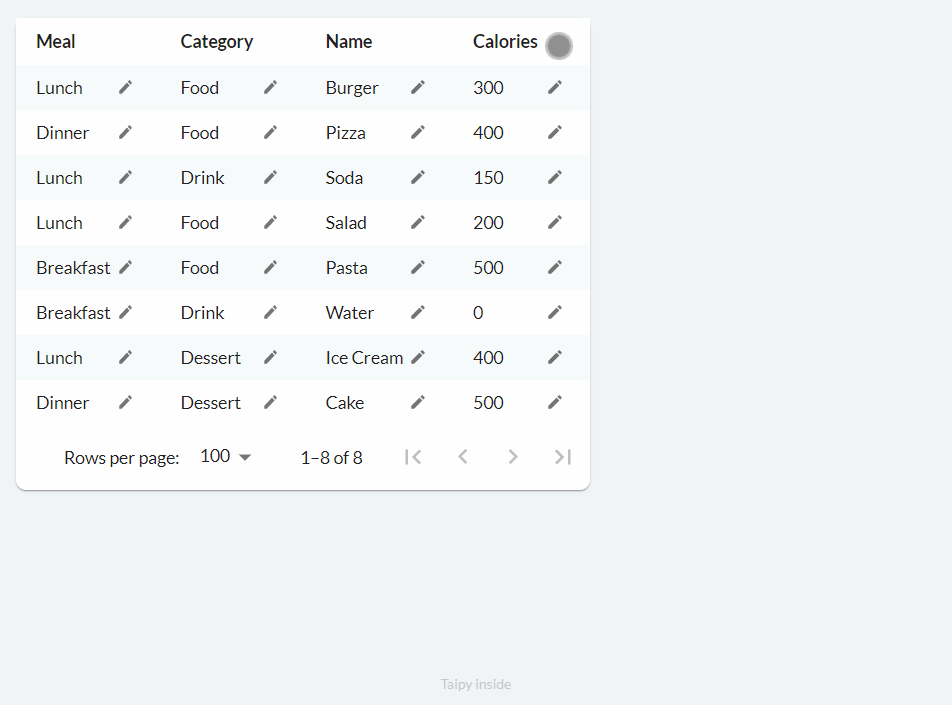 Meal Category Name Calories
Lunch Food Burger 300
Dinner Food Pizza 400
Lunch Drink Soda 150
Lunch Food Salad 200
Breakfast Food Pasta 500
Breakfast Drink Water 0
Lunch Dessert Ice Cream 400
Dinner Dessert Cake 500
Rows per page: 100 1–8 of 8
Taipy inside